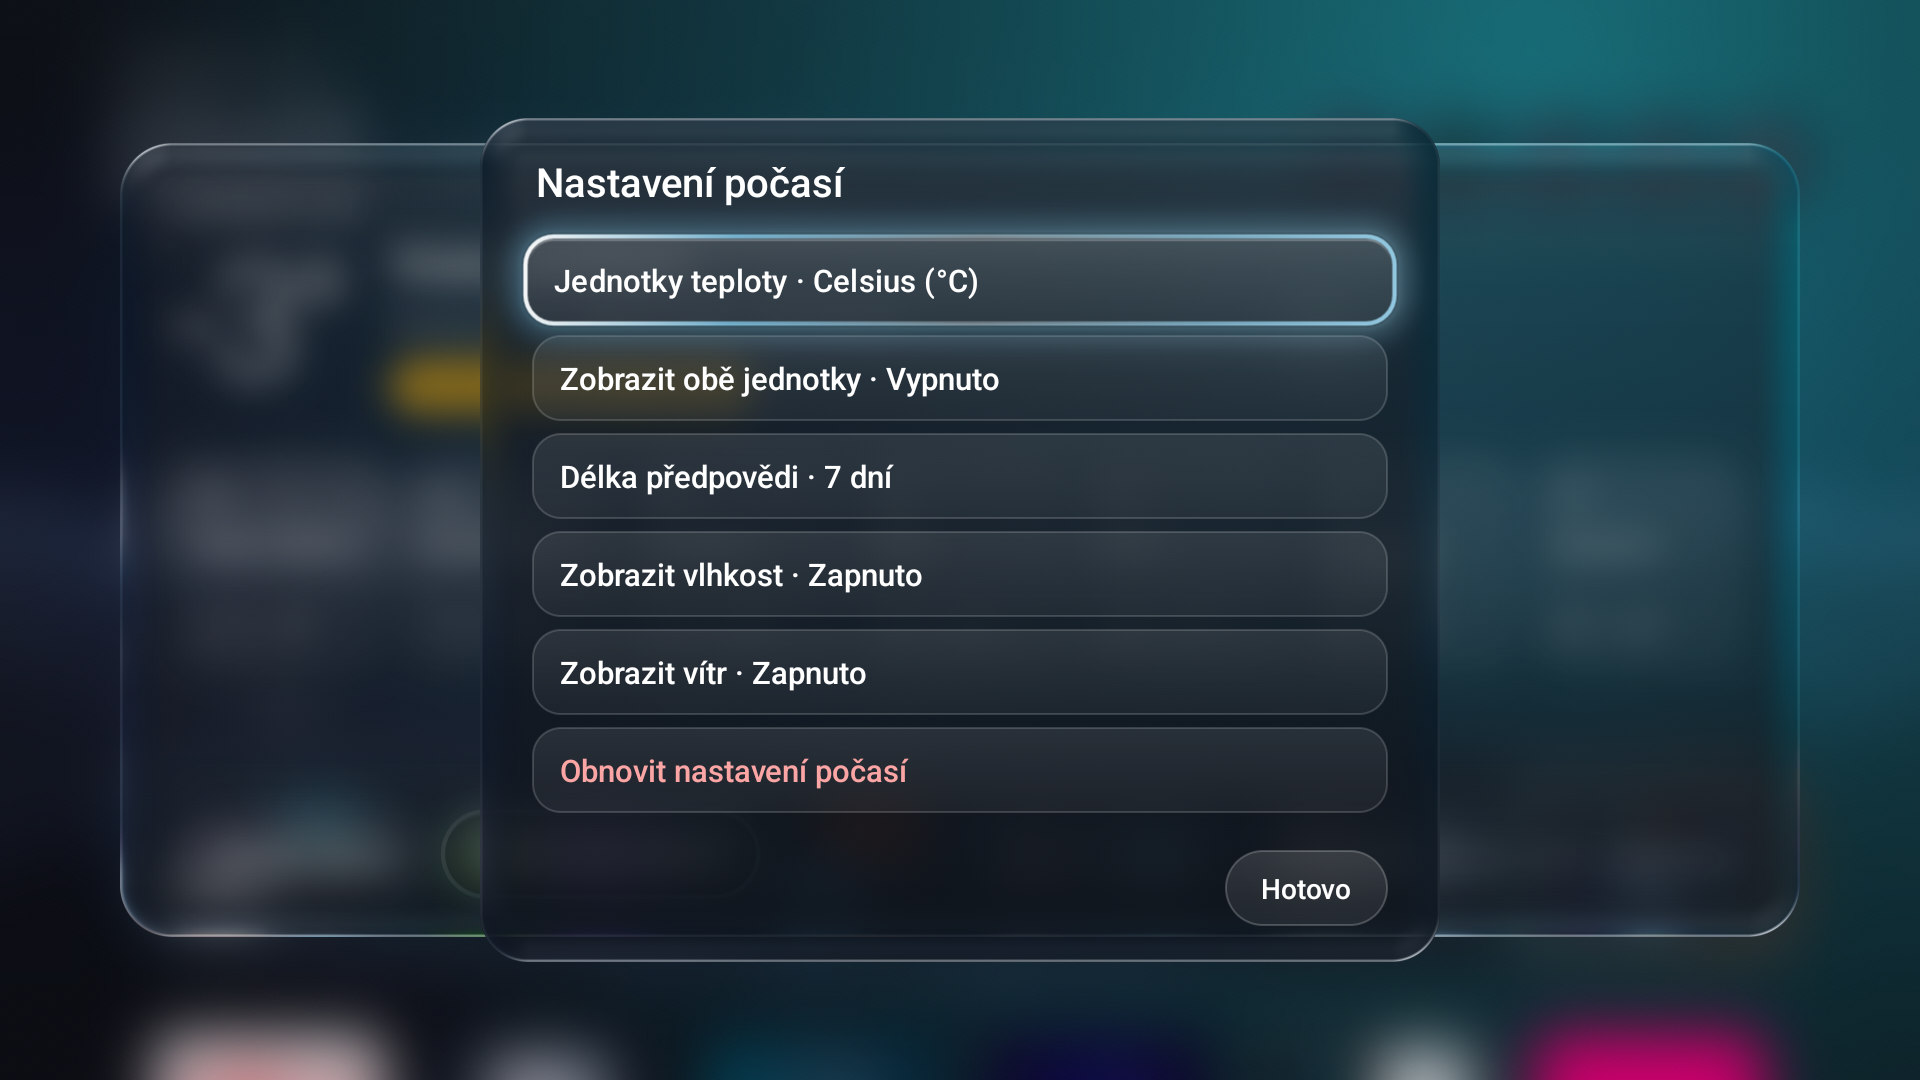 Nastavení počasí
Jednotky teploty · Celsius (°C)
Zobrazit obě jednotky · Vypnuto
Délka předpovědi · 7 dní
Zobrazit vlhkost · Zapnuto
Zobrazit vítr · Zapnuto
Obnovit nastavení počasí
Hotovo